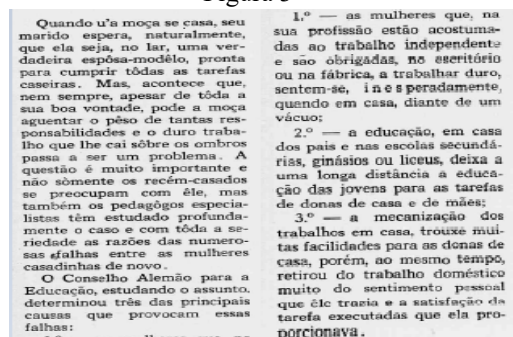 Quando u'a moça se casa, seu
marido espera, naturalmente,
que ela seja, no lar, uma ver-
dadeira espôsa-modêlo, pronta
para cumprir tôdas as tarefas
caseiras. Mas, acontece que,
nem sempre, apesar de tôda a
sua boa vontade, pode a moça
aguentar o pêso de tantas res-
ponsabilidades e o duro traba-
lho que lhe cai sôbre os ombros
passa a ser um problema. A
questão é muito importante e
não sòmente os recém-casados
se preocupam com êle, mas
também os pedagógos especia-
listas têm estudado profunda-
mente o caso e com tôda a se-
riedade as razões das numero-
sas falhas entre as mulheres
casadinhas de novo.
O Conselho Alemão para a
Educação, estudando o assunto,
determinou três das principais
causas que provocam essas
falhas:
1.º — as mulheres que, na
sua profissão estão acostuma-
das ao trabalho independente
e são obrigadas, no escritório
ou na fábrica, a trabalhar duro,
sentem-se, inesperadamente,
quando em casa, diante de um
vácuo;
2.º — a educação, em casa
dos pais e nas escolas secundá-
rias, ginásios ou liceus, deixa a
uma longa distância a educa-
ção das jovens para as tarefas
de donas de casa e de mães;
3.º — a mecanização dos
trabalhos em casa, trouxe mui-
tas facilidades para as donas de
casa, porém, ao mesmo tempo,
retirou do trabalho doméstico
muito do sentimento pessoal
que êle trazia e a satisfação da
tarefa executadas que ela pro-
porcionava.